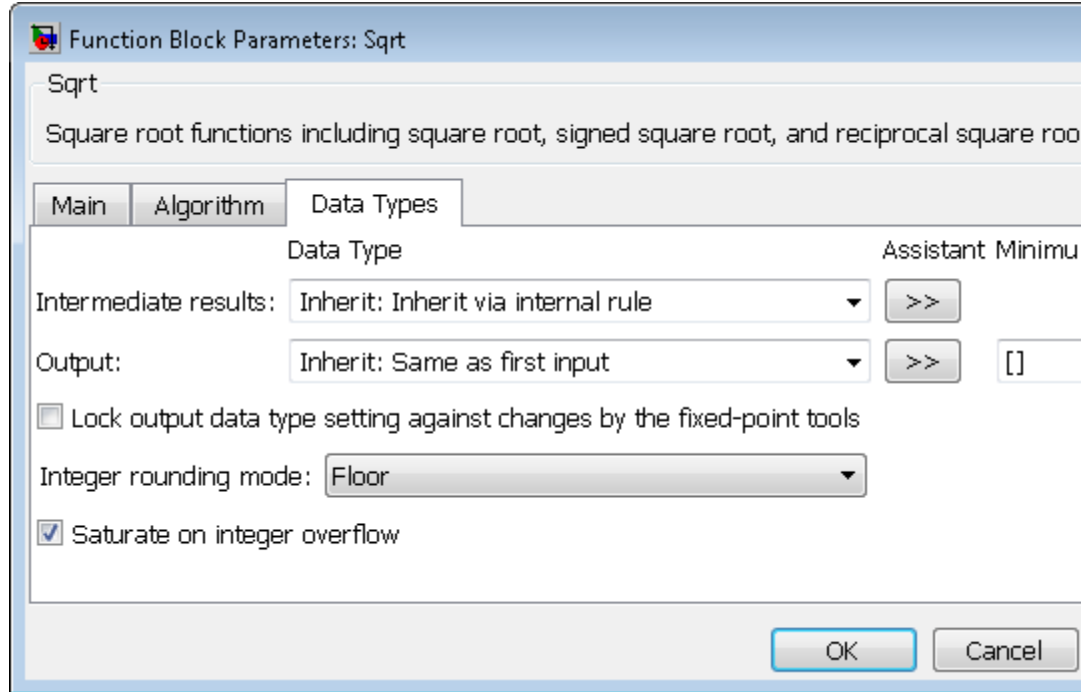 Function Block Parameters: Sqrt
Sqrt
Square root functions including square root, signed square root, and reciprocal square roo
Main Algorithm Data Types
Data Type Assistant Minimu
Intermediate results: Inherit: Inherit via internal rule >>
Output: Inherit: Same as first input >> []
Lock output data type setting against changes by the fixed-point tools
Integer rounding mode: Floor
Saturate on integer overflow
OK Cancel